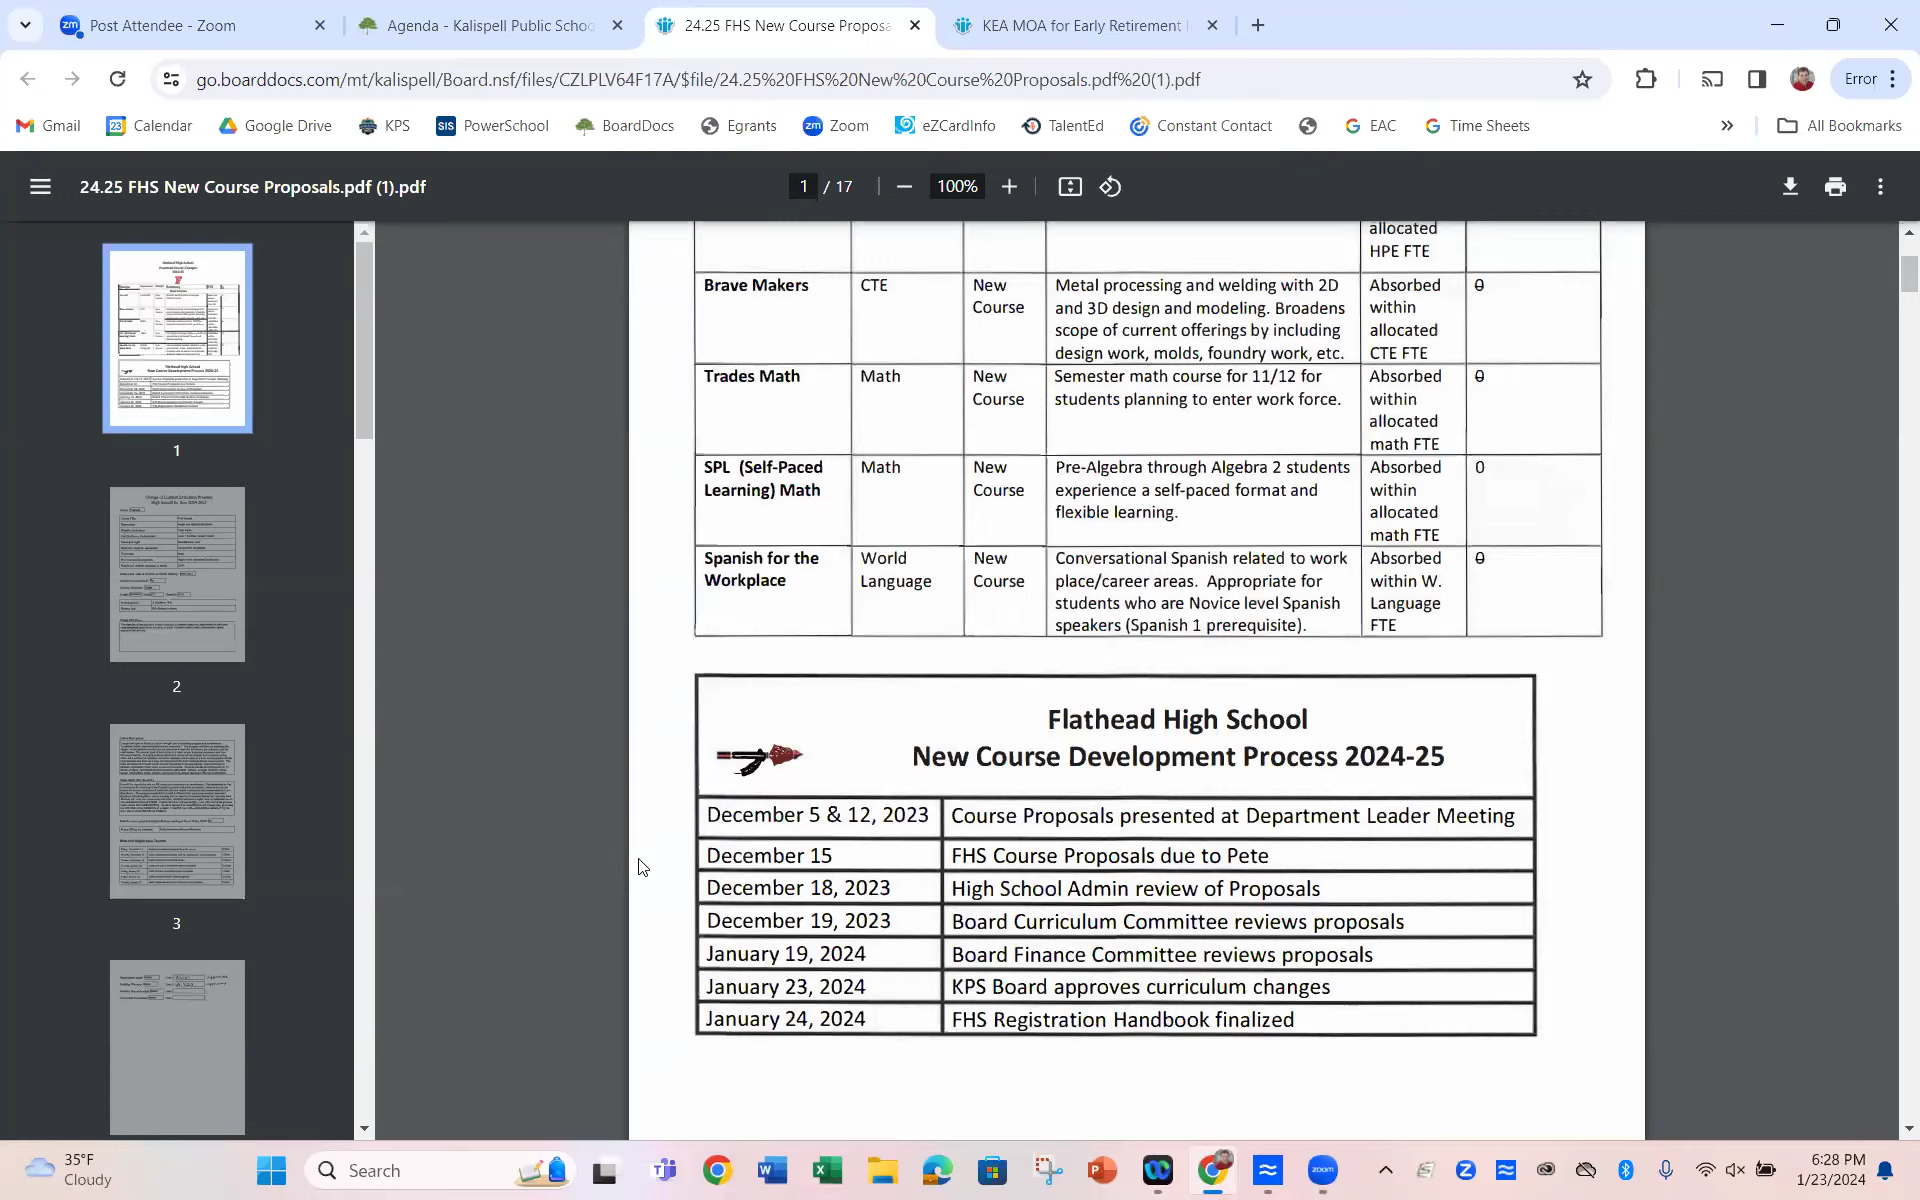 Post Attendee - Zoom
Agenda - Kalispell Public Schoo
24.25 FHS New Course Proposa
KEA MOA for Early Retirement I
go.boarddocs.com/mt/kalispell/Board.nsf/files/CZLPLV64F17A/$file/24.25%20FHS%20New%20Course%20Proposals.pdf%20(1).pdf
Error
Gmail
Calendar
Google Drive
KPS
PowerSchool
BoardDocs
Egrants
Zoom
eZCardInfo
TalentEd
Constant Contact
EAC
Time Sheets
All Bookmarks
24.25 FHS New Course Proposals.pdf (1).pdf
1 / 17
100%
1
2
3
allocated
HPE FTE
Brave Makers
CTE
New
Course
Metal processing and welding with 2D
and 3D design and modeling. Broadens
scope of current offerings by including
design work, molds, foundry work, etc.
Absorbed
within
allocated
CTE FTE
0
Trades Math
Math
New
Course
Semester math course for 11/12 for
students planning to enter work force.
Absorbed
within
allocated
math FTE
0
SPL (Self-Paced
Learning) Math
Math
New
Course
Pre-Algebra through Algebra 2 students
experience a self-paced format and
flexible learning.
Absorbed
within
allocated
math FTE
0
Spanish for the
Workplace
World
Language
New
Course
Conversational Spanish related to work
place/career areas. Appropriate for
students who are Novice level Spanish
speakers (Spanish 1 prerequisite).
Absorbed
within W.
Language
FTE
0
Flathead High School
New Course Development Process 2024-25
December 5 & 12, 2023 Course Proposals presented at Department Leader Meeting
December 15 FHS Course Proposals due to Pete
December 18, 2023 High School Admin review of Proposals
December 19, 2023 Board Curriculum Committee reviews proposals
January 19, 2024 Board Finance Committee reviews proposals
January 23, 2024 KPS Board approves curriculum changes
January 24, 2024 FHS Registration Handbook finalized
35°F
Cloudy
Search
6:28 PM
1/23/2024